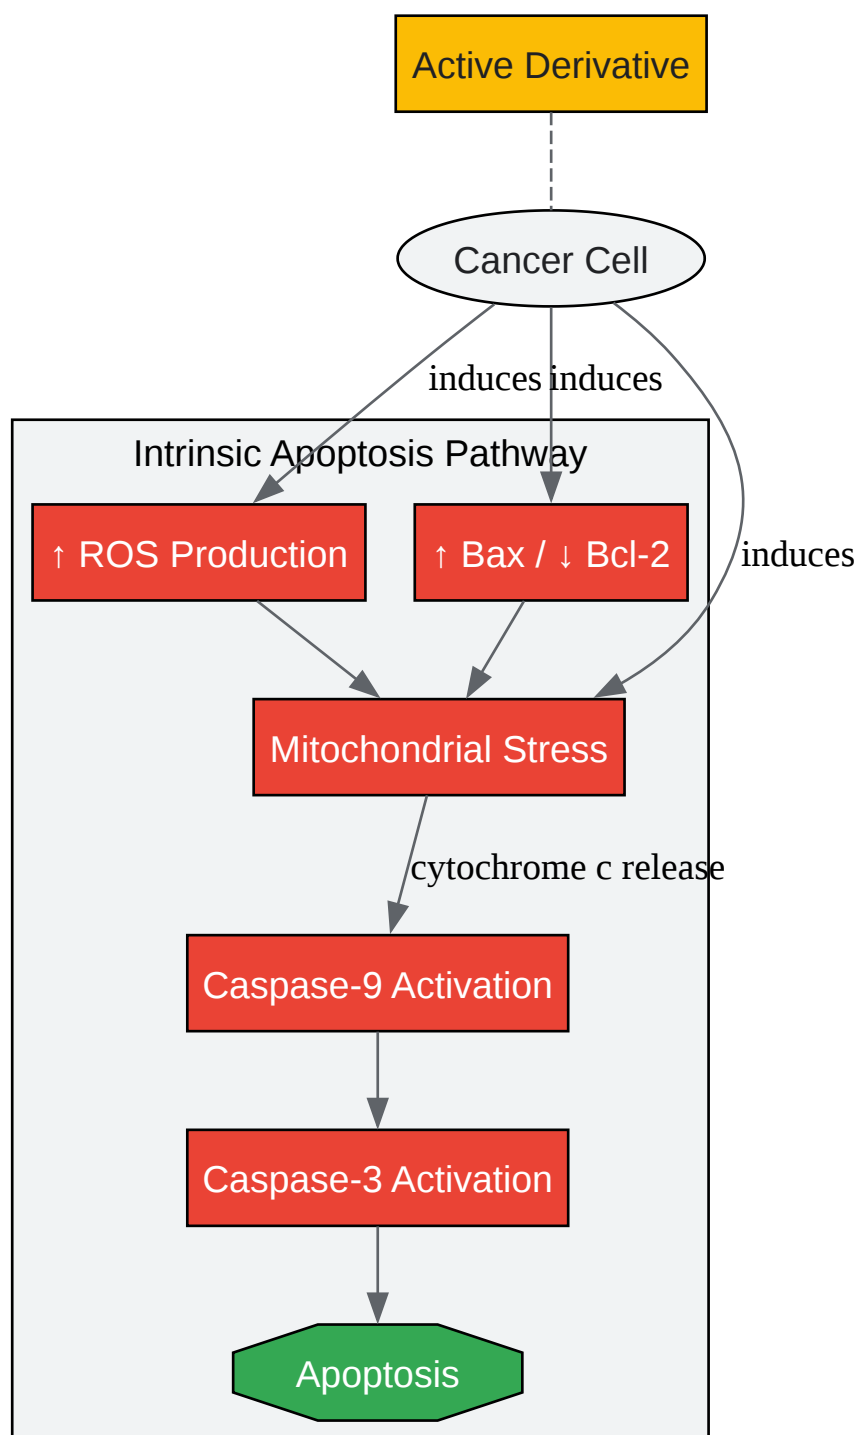 Active Derivative
Cancer Cell
induces
induces
Intrinsic Apoptosis Pathway
↑ ROS Production
↑ Bax / ↓ Bcl-2
induces
Mitochondrial Stress
cytochrome c release
Caspase-9 Activation
Caspase-3 Activation
Apoptosis